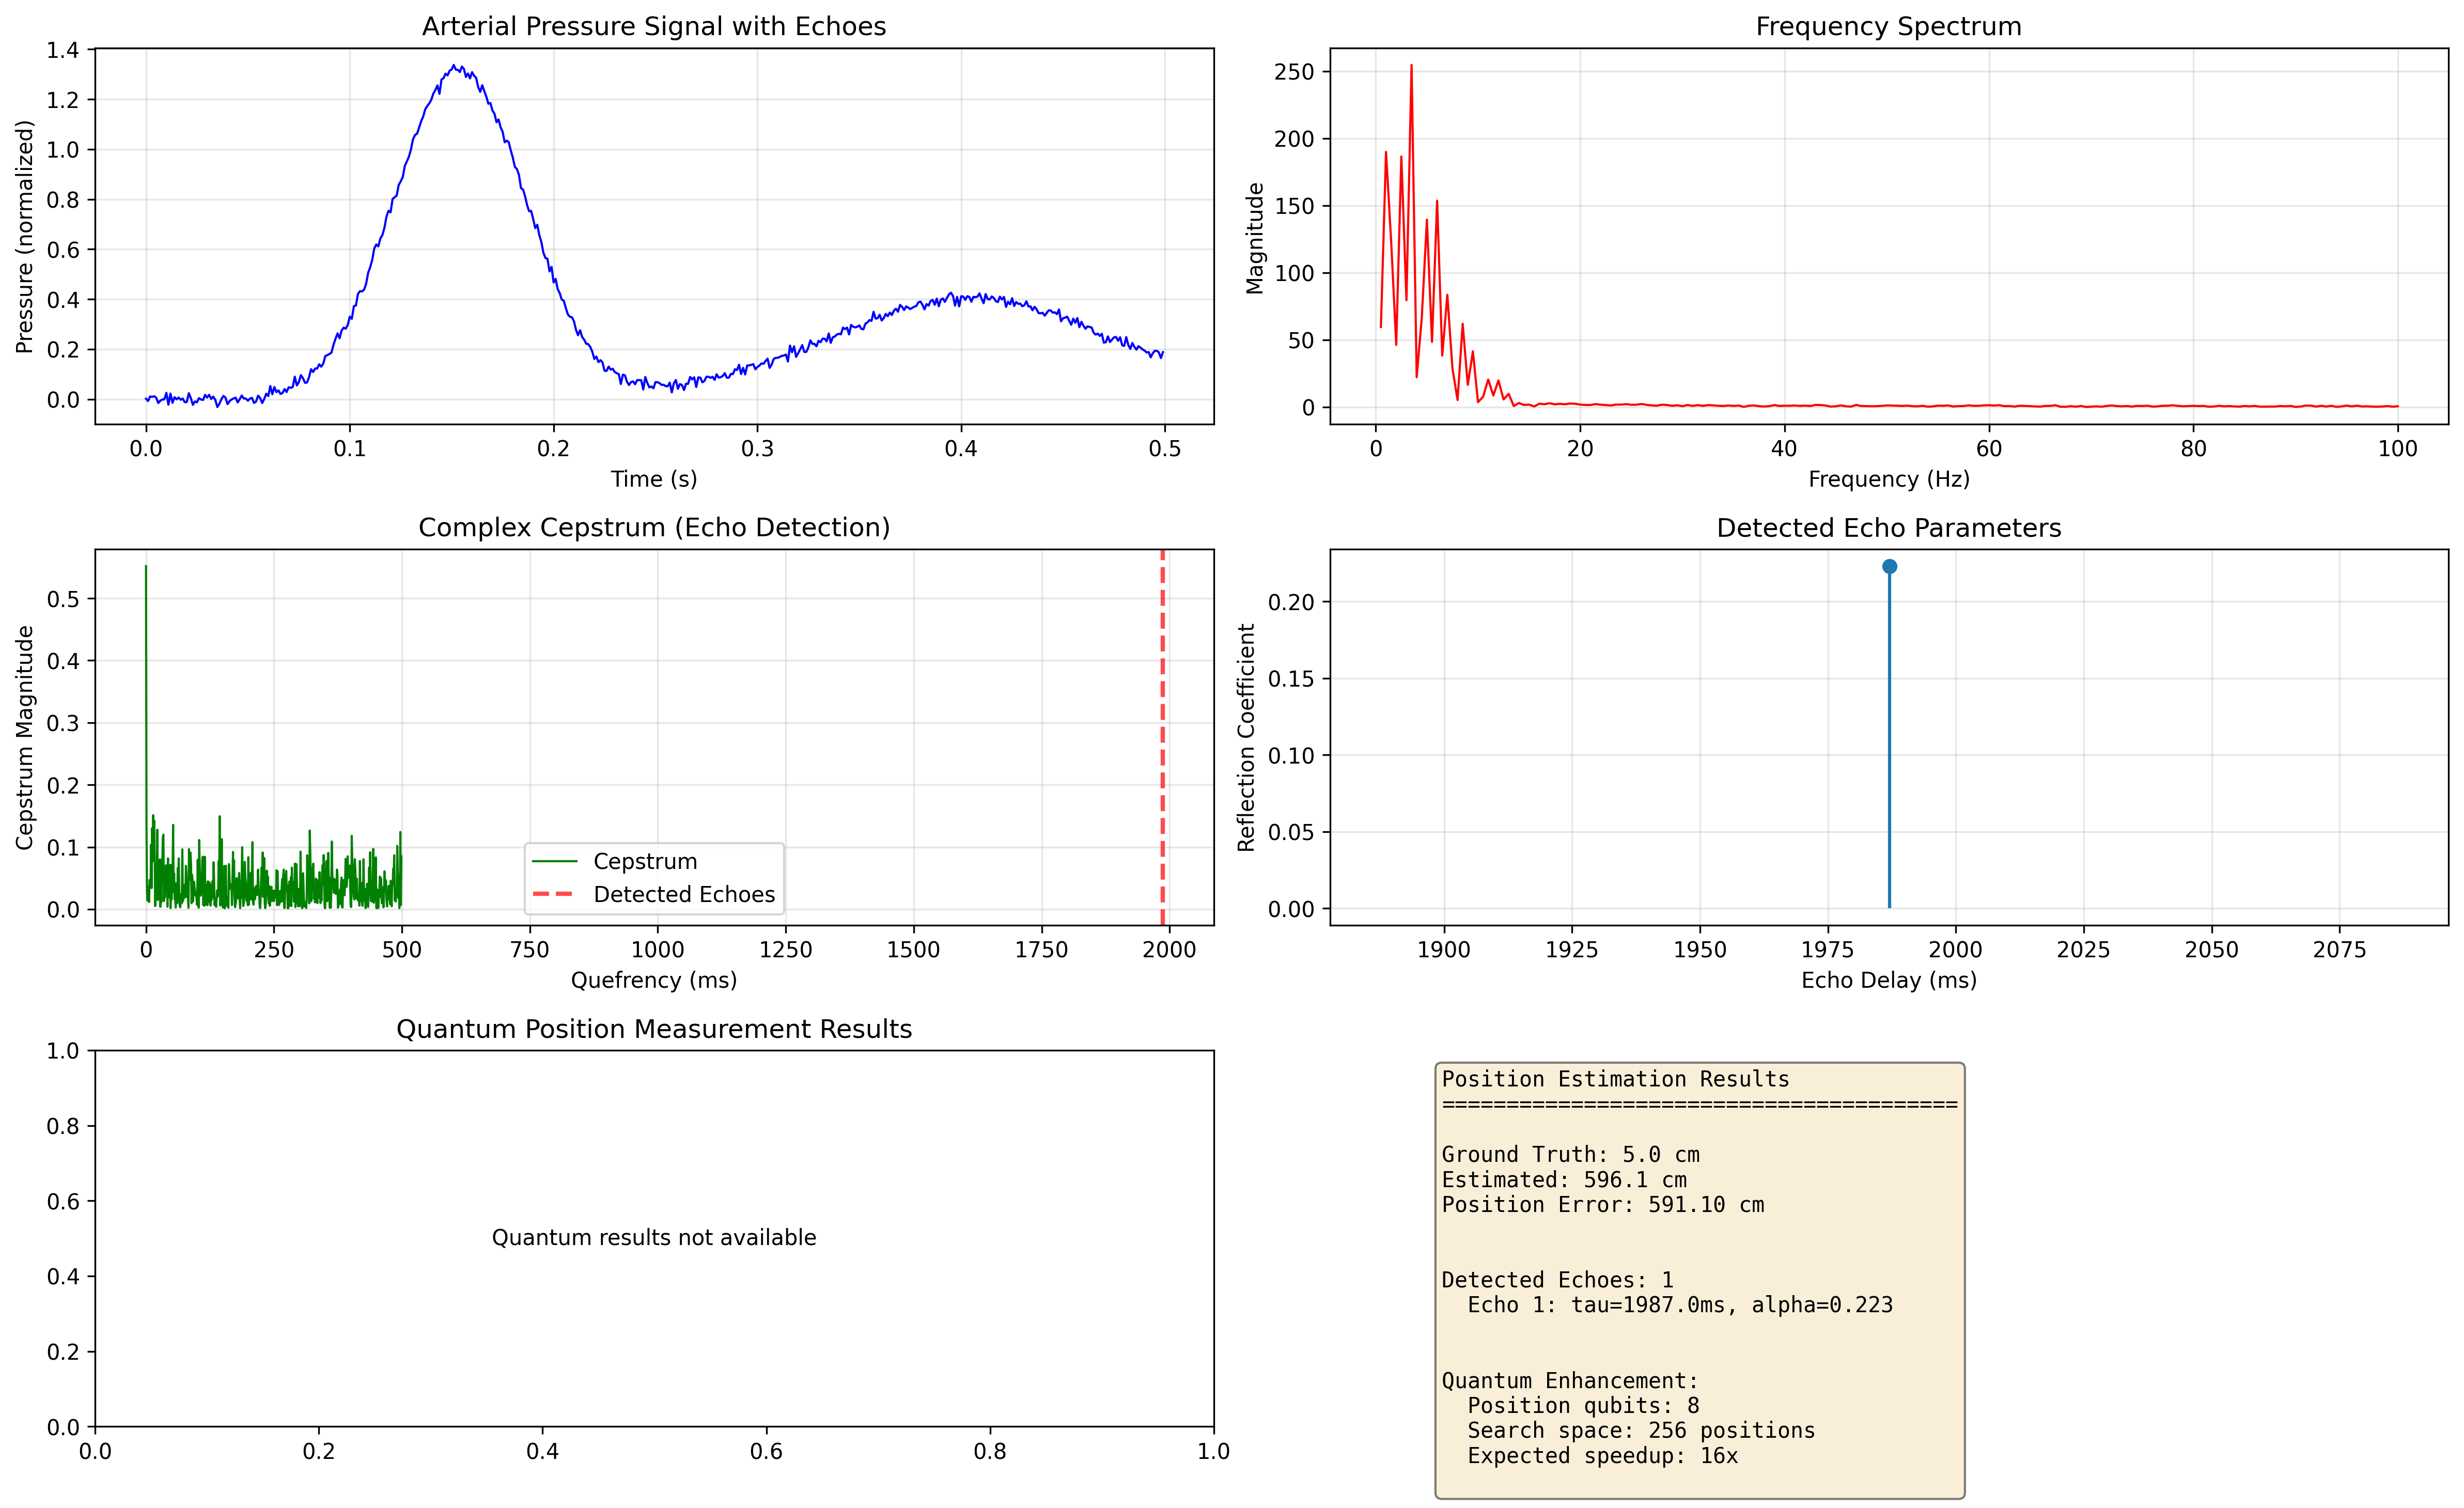 Arterial Pressure Signal with Echoes
1.4
1.2
1.0
0.8
0.6
0.4
0.2
0.0
Pressure (normalized)
0.0 0.1 0.2 0.3 0.4 0.5
Time (s)
Frequency Spectrum
250
200
150
100
50
0
Magnitude
0 20 40 60 80 100
Frequency (Hz)
Complex Cepstrum (Echo Detection)
0.5
0.4
0.3
0.2
0.1
0.0
Cepstrum Magnitude
Cepstrum
Detected Echoes
0 250 500 750 1000 1250 1500 1750 2000
Quefrency (ms)
Detected Echo Parameters
0.20
0.15
0.10
0.05
0.00
Reflection Coefficient
1900 1925 1950 1975 2000 2025 2050 2075
Echo Delay (ms)
Quantum Position Measurement Results
1.0
0.8
0.6
0.4
0.2
0.0
Quantum results not available
0.0 0.2 0.4 0.6 0.8 1.0
Position Estimation Results
========================================
Ground Truth: 5.0 cm
Estimated: 596.1 cm
Position Error: 591.10 cm
Detected Echoes: 1
Echo 1: tau=1987.0ms, alpha=0.223
Quantum Enhancement:
Position qubits: 8
Search space: 256 positions
Expected speedup: 16x